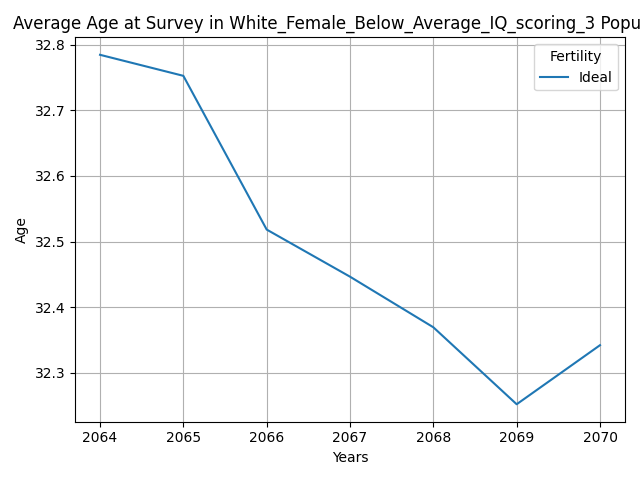 Average Age at Survey in White_Female_Below_Average_IQ_scoring_3 Popu
32.8
32.7
32.6
32.5
32.4
32.3
Age
Fertility
Ideal
2064 2065 2066 2067 2068 2069 2070
Years